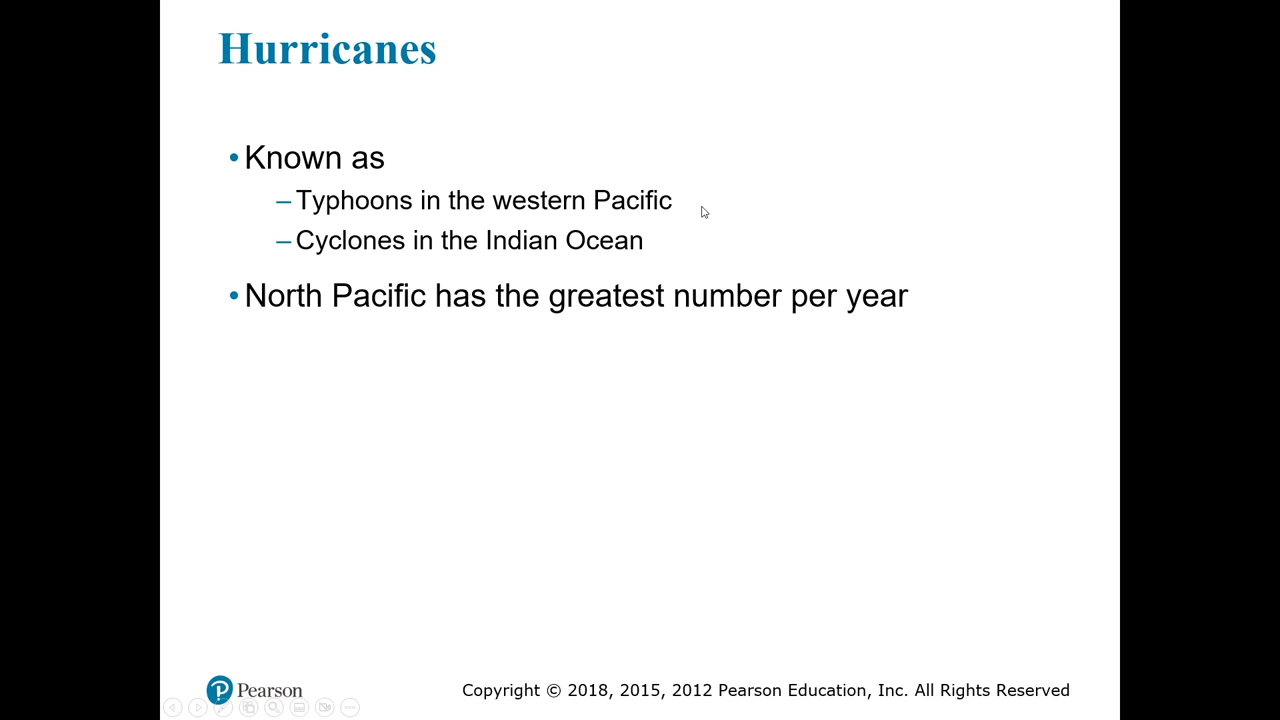 Hurricanes
• Known as
– Typhoons in the western Pacific
– Cyclones in the Indian Ocean
• North Pacific has the greatest number per year
Pearson
Copyright © 2018, 2015, 2012 Pearson Education, Inc. All Rights Reserved